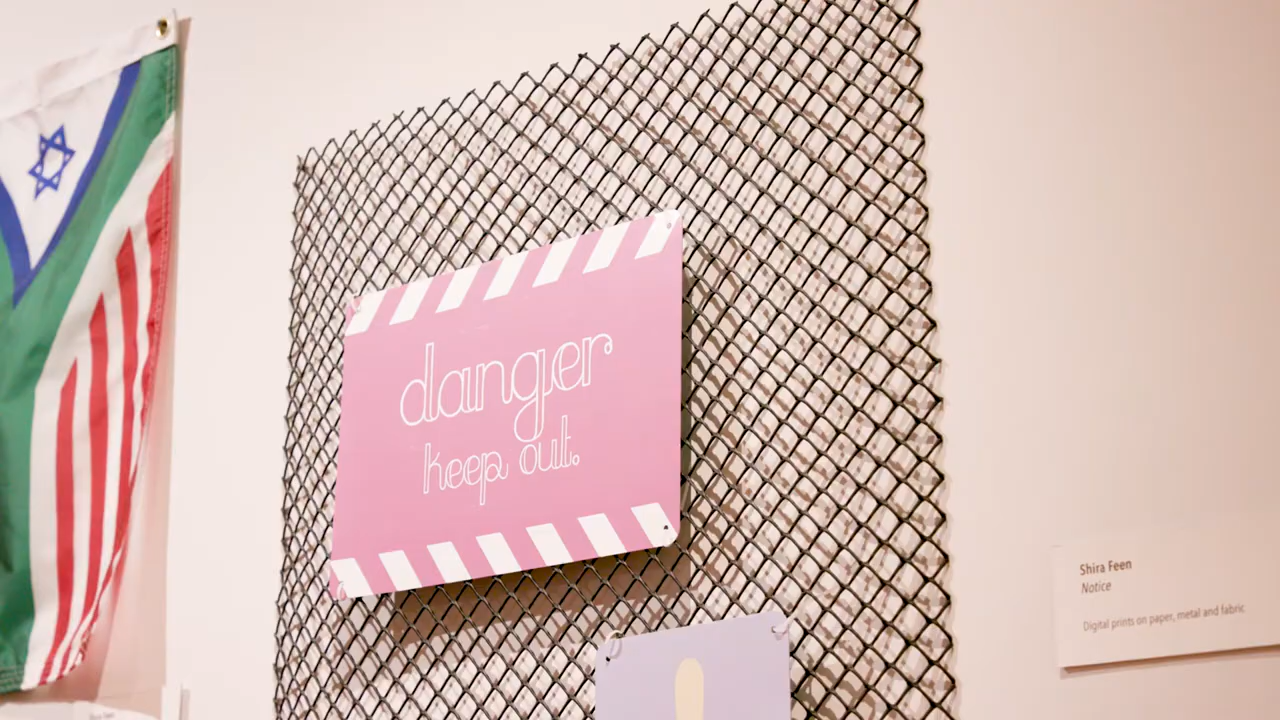 danger
keep out.
Shira Feen
Notice
Digital prints on paper, metal and fabric